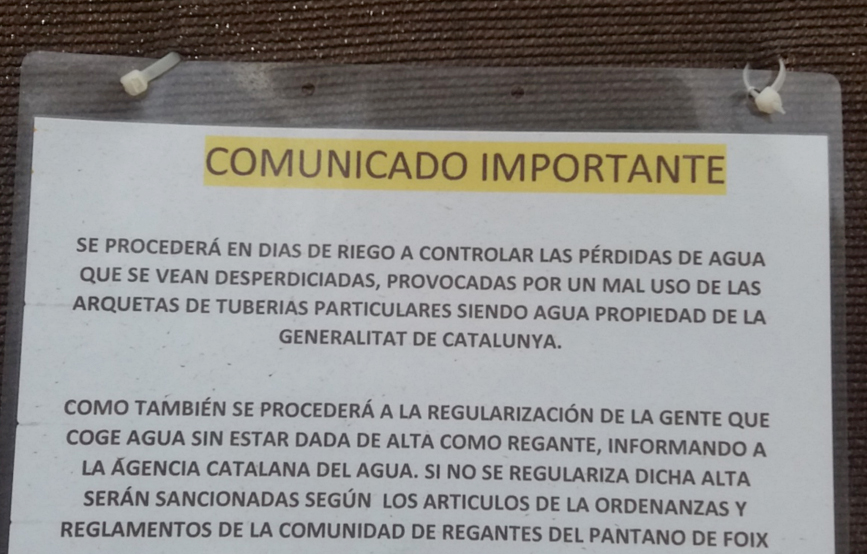 COMUNICADO IMPORTANTE
SE PROCEDERÁ EN DIAS DE RIEGO A CONTROLAR LAS PÉRDIDAS DE AGUA
QUE SE VEAN DESPERDICIADAS, PROVOCADAS POR UN MAL USO DE LAS
ARQUETAS DE TUBERIAS PARTICULARES SIENDO AGUA PROPIEDAD DE LA
GENERALITAT DE CATALUNYA.
COMO TAMBIÉN SE PROCEDERÁ A LA REGULARIZACIÓN DE LA GENTE QUE
COGE AGUA SIN ESTAR DADA DE ALTA COMO REGANTE, INFORMANDO A
LA ÁGENCIA CATALANA DEL AGUA. SI NO SE REGULARIZA DICHA ALTA
SERÁN SANCIONADAS SEGÚN LOS ARTICULOS DE LA ORDENANZAS Y
REGLAMENTOS DE LA COMUNIDAD DE REGANTES DEL PANTANO DE FOIX